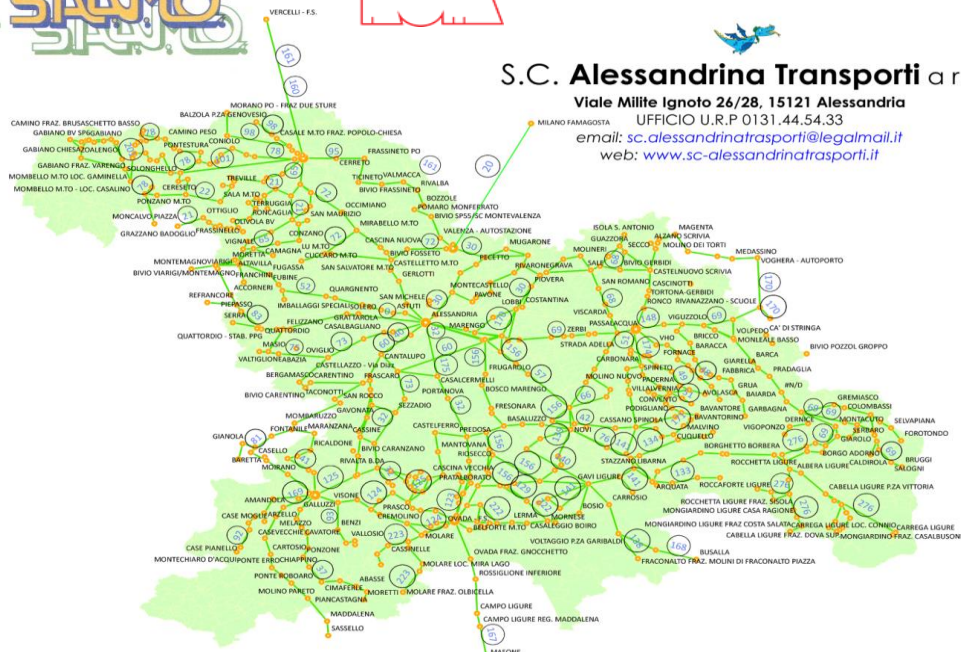 VERCELLI - F.S.
161
160
S.C. Alessandrina Transporti a r
Viale Milite Ignoto 26/28, 15121 Alessandria
UFFICIO U.R.P 0131.44.54.33
email: sc.alessandrinatrasporti@legalmail.it
web: www.sc-alessandrinatrasporti.it
MORANO PO - FRAZ DUE STURE
BALZOLA P.ZA GENOVESIO
CAMINO FRAZ. BRUSASCHETTO BASSO
CAMINO PESO
CONIOLO
CASALE M.TO FRAZ. POPOLO-CHIESA
MILANO FAMAGOSTA
PONTESTURA
GABIANO FRAZ. VARENGO
SOLONGHELLO
CERRETO
FRASSINETO PO
MOMBELLO M.TO LOC. GAMINELLA
MOMBELLO M.TO - LOC. CASALINO
CERESETO
TREVILLE
TICINETO
VALMACCA
RIVALBA
BIVIO FRASSINETO
BOZZOLE
PONZANO M.TO
SALA M.TO
OCCIMIANO
POMARO MONFERRATO
BIVIO SPSS/SC MONTEVALENZA
MONCALVO PIAZZA
OTTIGLIO
TERRUGGIA
RONCAGLIA
SAN MAURIZIO
MIRABELLO M.TO
VALENZA - AUTOSTAZIONE
GRAZZANO BADOGLIO
FRASSINELLO
OLIVOLA BV
VIGNALE
CONZANO
LU M.TO
CAMAGNA
CUCCARO M.TO
CASCINA NUOVA
BIVIO FOSSETO
MUGARONE
ISOLA S. ANTONIO
GUAZZORA
MAGENTA
ALZANO SCRIVIA
MOLINO DEI TORTI
MOLINERI
SECCO
SALE
BIVIO GERBIDI
MEDASSINO
VOGHERA - AUTOPORTO
MORETTA
ALTAVILLA
FUGASSA
SAN SALVATORE M.TO
CASTELLETTO M.TO
GERLOTTI
PECETTO
RIVARONE
GRAVA
PIOVERA
CASTELNUOVO SCRIVIA
BIVIO VIARIGI/MONTEMAGNO
FRANCHINI
FUBINE
ACCORNERI
QUARGNENTO
MONTECASTELLO
PAVONE
SAN ROMANO
CASCINOTTI
TORTONA-GERBIDI
REFRANCORE
PIEPASSO
IMBALLAGGI SPECIALI
SOLERO
SAN MICHELE
ASTUTI
LOBBI
COSTANTINA
RONCO
RIVANAZZANO - SCUOLE
SERRA
FELIZZANO
GRATTAROLA
ALESSANDRIA
VISCARDA
PASSALACQUA
VIGUZZOLO
VOLPEDO
CA' DI STRINGA
QUATTORDIO - STAB. PPG
QUATTORDIO
CASALBAGLIANO
MARENGO
ZERBI
STRADA ADELLA
VHO
BRICCO
BARACCA
MONLEALE BASSO
MASIO
OVIGLIO
CANTALUPO
FORNACE
GIARELLA
BARCA
BIVIO POZZOL GROPPO
VALTIGLIONE
ABAZIA
CASTELLAZZO - Via Dieri
FRUGAROLO
CARBONARA
SPINETO
FABBRICA
PRADAGLIA
BERGAMASCO
CARENTINO
FRASCARO
CASALCERMELLI
MOLINO NUOVO
PADERNA
GRUA
#N/D
BIVIO CARENTINO
TACONOTTI
SAN ROCCO
PORTANOVA
BOSCO MARENGO
VILLALVERNIA
AVOLASCA
BAIARDA
GREMIASCO
GAVONATA
SEZZADIO
FRESONARA
CASSANO SPINOLA
PODIGLIANO
BAVANTORE
BAVANTORINO
GARBAGNA
DERNICE
MONTACUTO
COLOMBASSI
SELVAPIANA
MOMBARUZZO
FONTANILE
MARANZANA
CASSINE
CASTELFERRO
PREDOSA
BASALUZZO
NOVI
MALVINO
CUQUELLO
VIGOPONZO
SERBARO
GIAROLO
FOROTONDO
GIANOLA
RICALDONE
BIVIO CARANZANO
MANTOVANA
RIOSECCO
BORGHETTO BORBERA
BORGO ADORNO
BRUGGI
CASELLO
BARETTA
MOIRANO
RIVALTA B.DA
CASCINA VECCHIA
STAZZANO
LIBARNA
ROCCHETTA LIGURE
ALBERA LIGURE
CALDIROLA
SALOGNI
AMANDOLA
VISONE
PRATALBORATO
GAVI LIGURE
ARQUATA
ROCCAFORTE LIGURE
CABELLA LIGURE P.ZA VITTORIA
CASE MOGLIE
ARZELLO
BALLUZZI
PRASCO
CREMOLINO
OVADA - F.S.
LERMA
MORNESE
BOSIO
CARROSIO
ROCCHETTA LIGURE FRAZ. SISOLA
MELAZZO
BENZI
BELFORTE M.TO
CASALEGGIO BOIRO
MONGIARDINO LIGURE CASA RAGIONE
CASEVECCHIE
CAVATORE
VALLOSIO
MOLARE
VOLTAGGIO P.ZA GARIBALDI
MONGIARDINO LIGURE FRAZ COSTA SALATA
CARREGA LIGURE LOC. CONNIO
CARREGA LIGURE
CASE PIANELLO
CARTOSIO
PONZONE
CASSINELLE
OVADA FRAZ. GNOCCHETTO
CABELLA LIGURE FRAZ. DOVA SUP.
MONGIARDINO FRAZ. CASALBUSONI
MONTECHIARO D'ACQUI
PONTE ERRO
CHIAPPINO
BUSALLA
FRACONALTO FRAZ. MOLINI DI FRACONALTO PIAZZA
MOLARE LOC. MIRA LAGO
ROSSIGLIONE INFERIORE
PONTE ROBOARO
ABASSE
CIMAFERLE
MOLINO PARETO
MORETTI
MOLARE FRAZ. OLBICELLA
PIANCASTAGNA
CAMPO LIGURE
MADDALENA
CAMPO LIGURE REG. MADDALENA
SASSELLO
167
MASONE